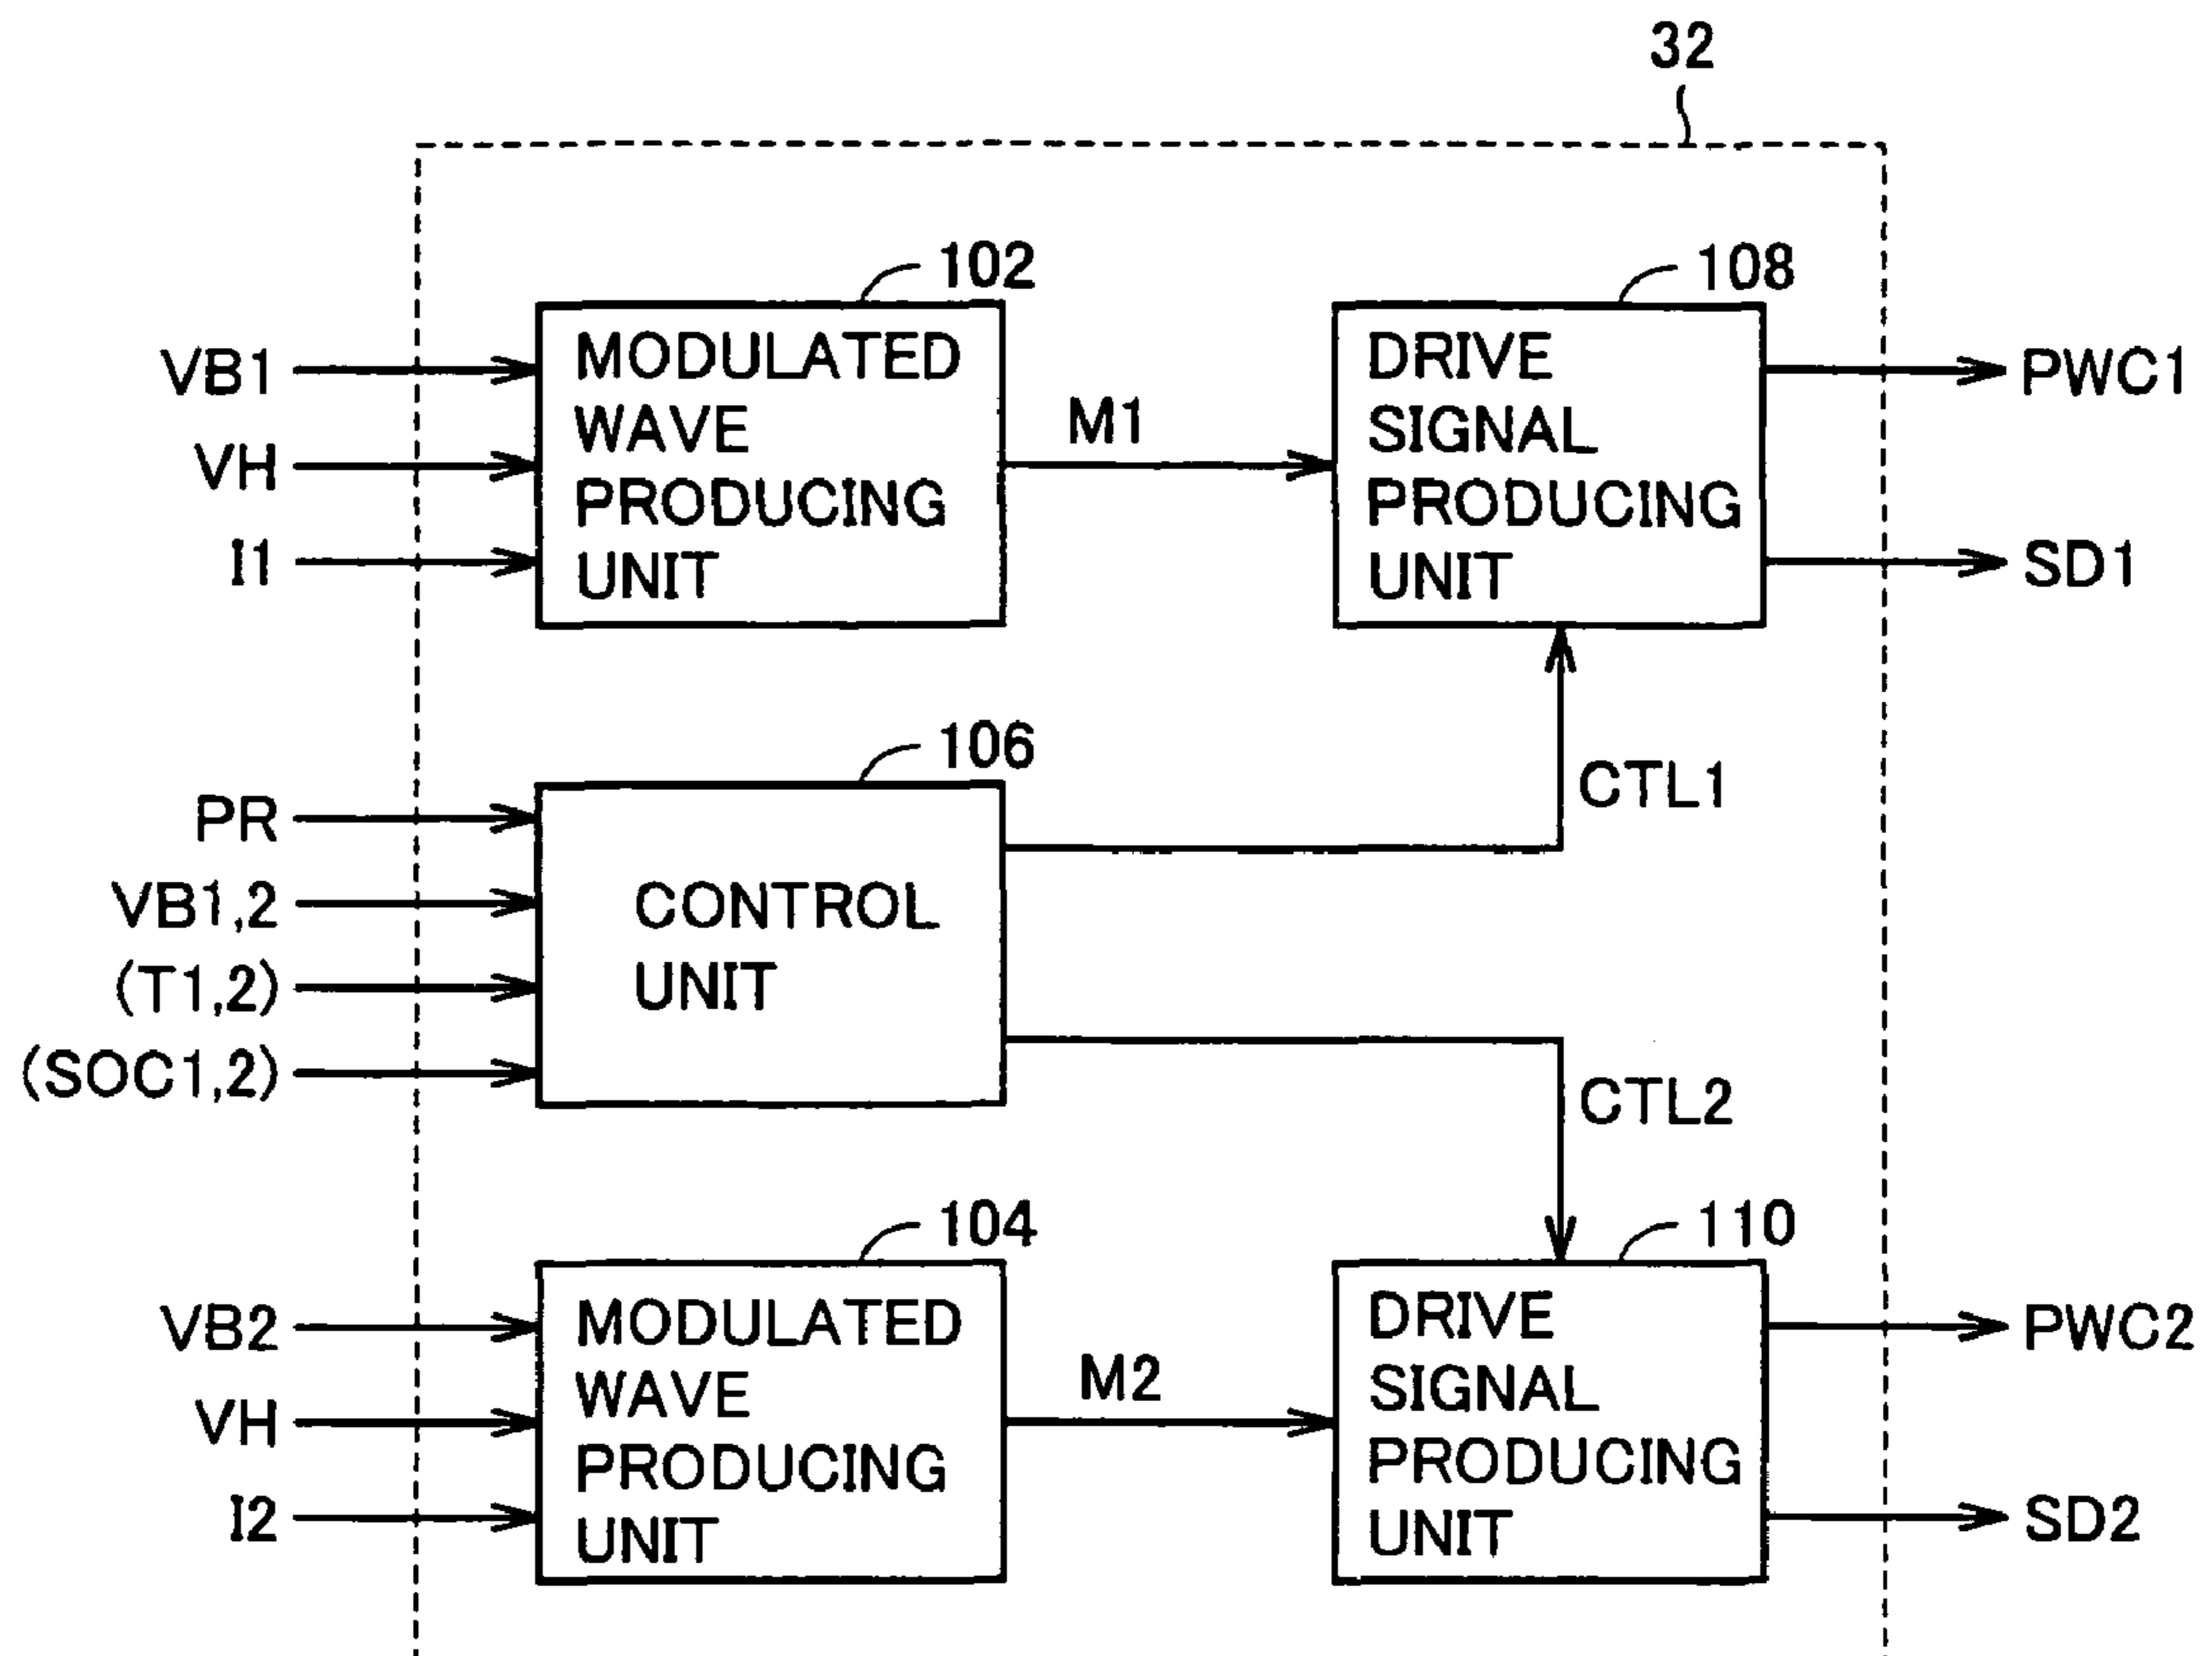 32
102
108
VB1
VH
I1
MODULATED
WAVE
PRODUCING
UNIT
M1
DRIVE
SIGNAL
PRODUCING
UNIT
PWC1
SD1
106
PR
VB1,2
(T1,2)
(SOC1,2)
CONTROL
UNIT
CTL1
CTL2
104
110
VB2
VH
I2
MODULATED
WAVE
PRODUCING
UNIT
M2
DRIVE
SIGNAL
PRODUCING
UNIT
PWC2
SD2